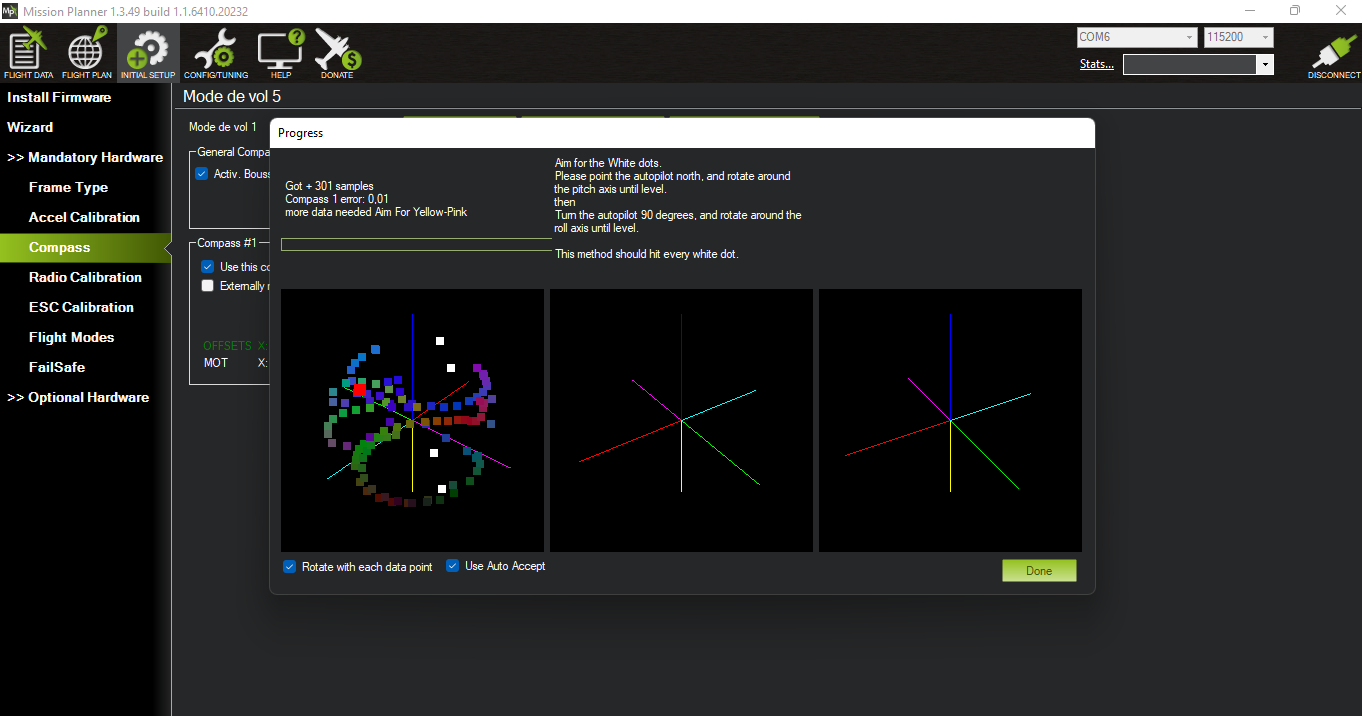 Mission Planner 1.3.49 build 1.1.6410.20232
FLIGHT DATA
FLIGHT PLAN
INITIAL SETUP
CONFIG/TUNING
HELP
DONATE
COM6
115200
Stats...
DISCONNECT
Install Firmware
Wizard
>> Mandatory Hardware
Frame Type
Accel Calibration
Compass
Radio Calibration
ESC Calibration
Flight Modes
FailSafe
>> Optional Hardware
Mode de vol 5
Mode de vol 1
General Compa
Activ. Bouss
Compass #1
Use this co
Externally
OFFSETS X:
MOT X:
Progress
Got + 301 samples
Compass 1 error: 0,01
more data needed Aim For Yellow-Pink
Aim for the White dots.
Please point the autopilot north, and rotate around
the pitch axis until level.
then
Turn the autopilot 90 degrees, and rotate around the
roll axis until level.
This method should hit every white dot.
Rotate with each data point
Use Auto Accept
Done